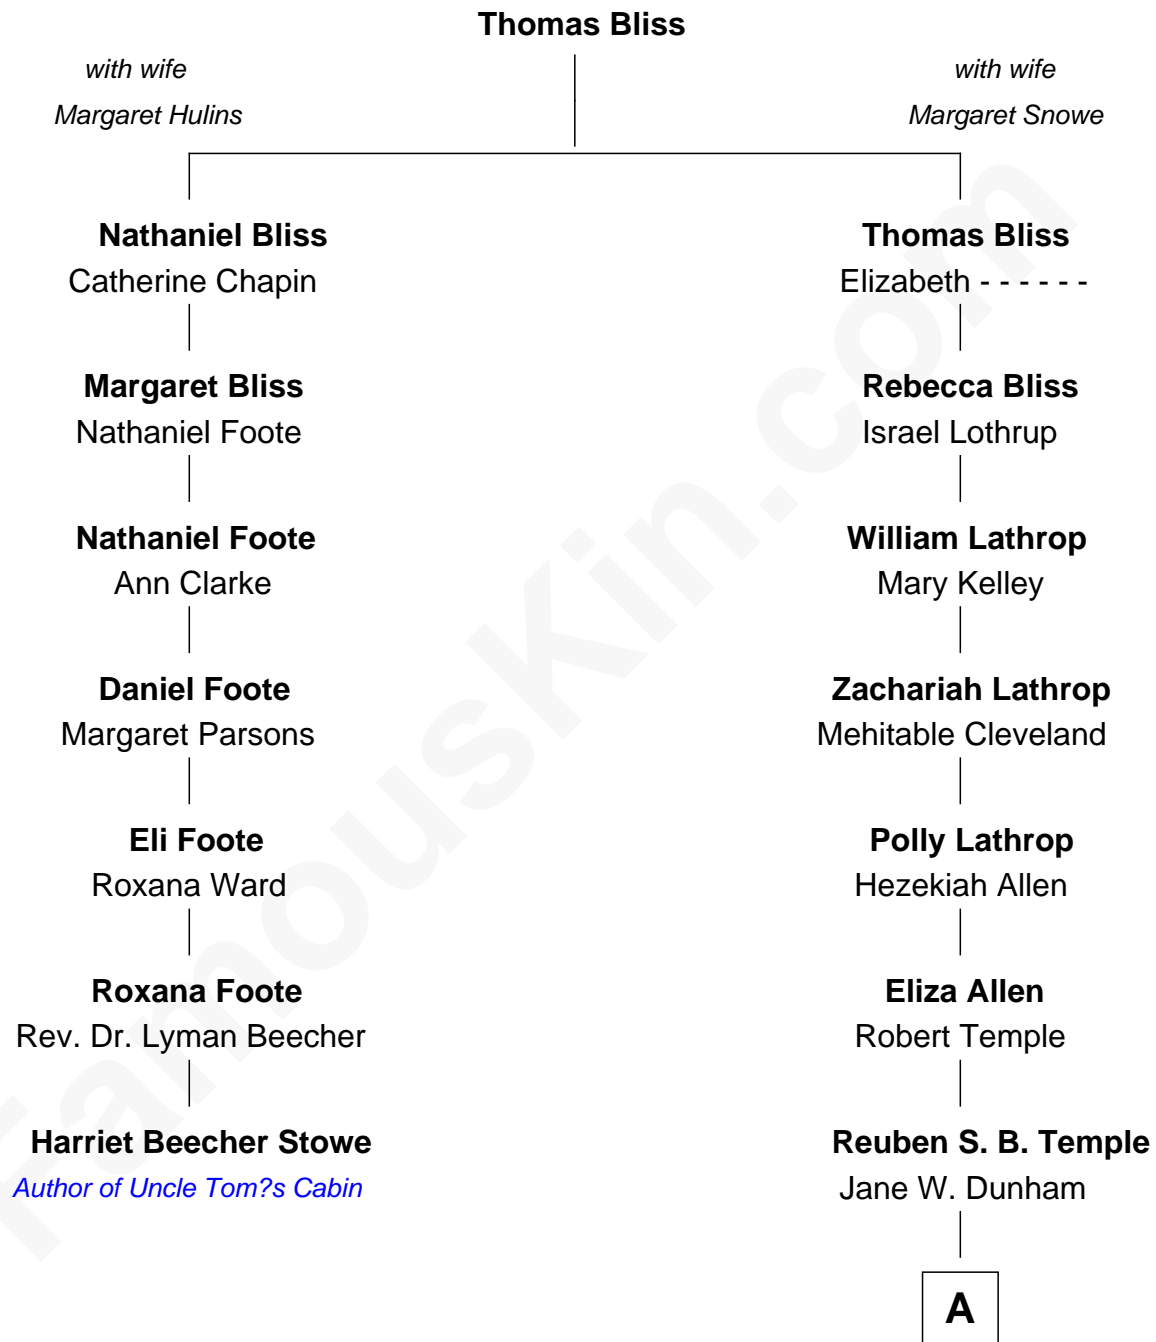 Thomas Bliss
with wife
Margaret Hulins
with wife
Margaret Snowe
Nathaniel Bliss
Catherine Chapin
Thomas Bliss
Elizabeth - - - - - -
Margaret Bliss
Nathaniel Foote
Rebecca Bliss
Israel Lothrup
Nathaniel Foote
Ann Clarke
William Lathrop
Mary Kelley
Daniel Foote
Margaret Parsons
Zachariah Lathrop
Mehitable Cleveland
Eli Foote
Roxana Ward
Polly Lathrop
Hezekiah Allen
Roxana Foote
Rev. Dr. Lyman Beecher
Eliza Allen
Robert Temple
Harriet Beecher Stowe
Author of Uncle Tom?s Cabin
Reuben S. B. Temple
Jane W. Dunham
A
FamousKin.com